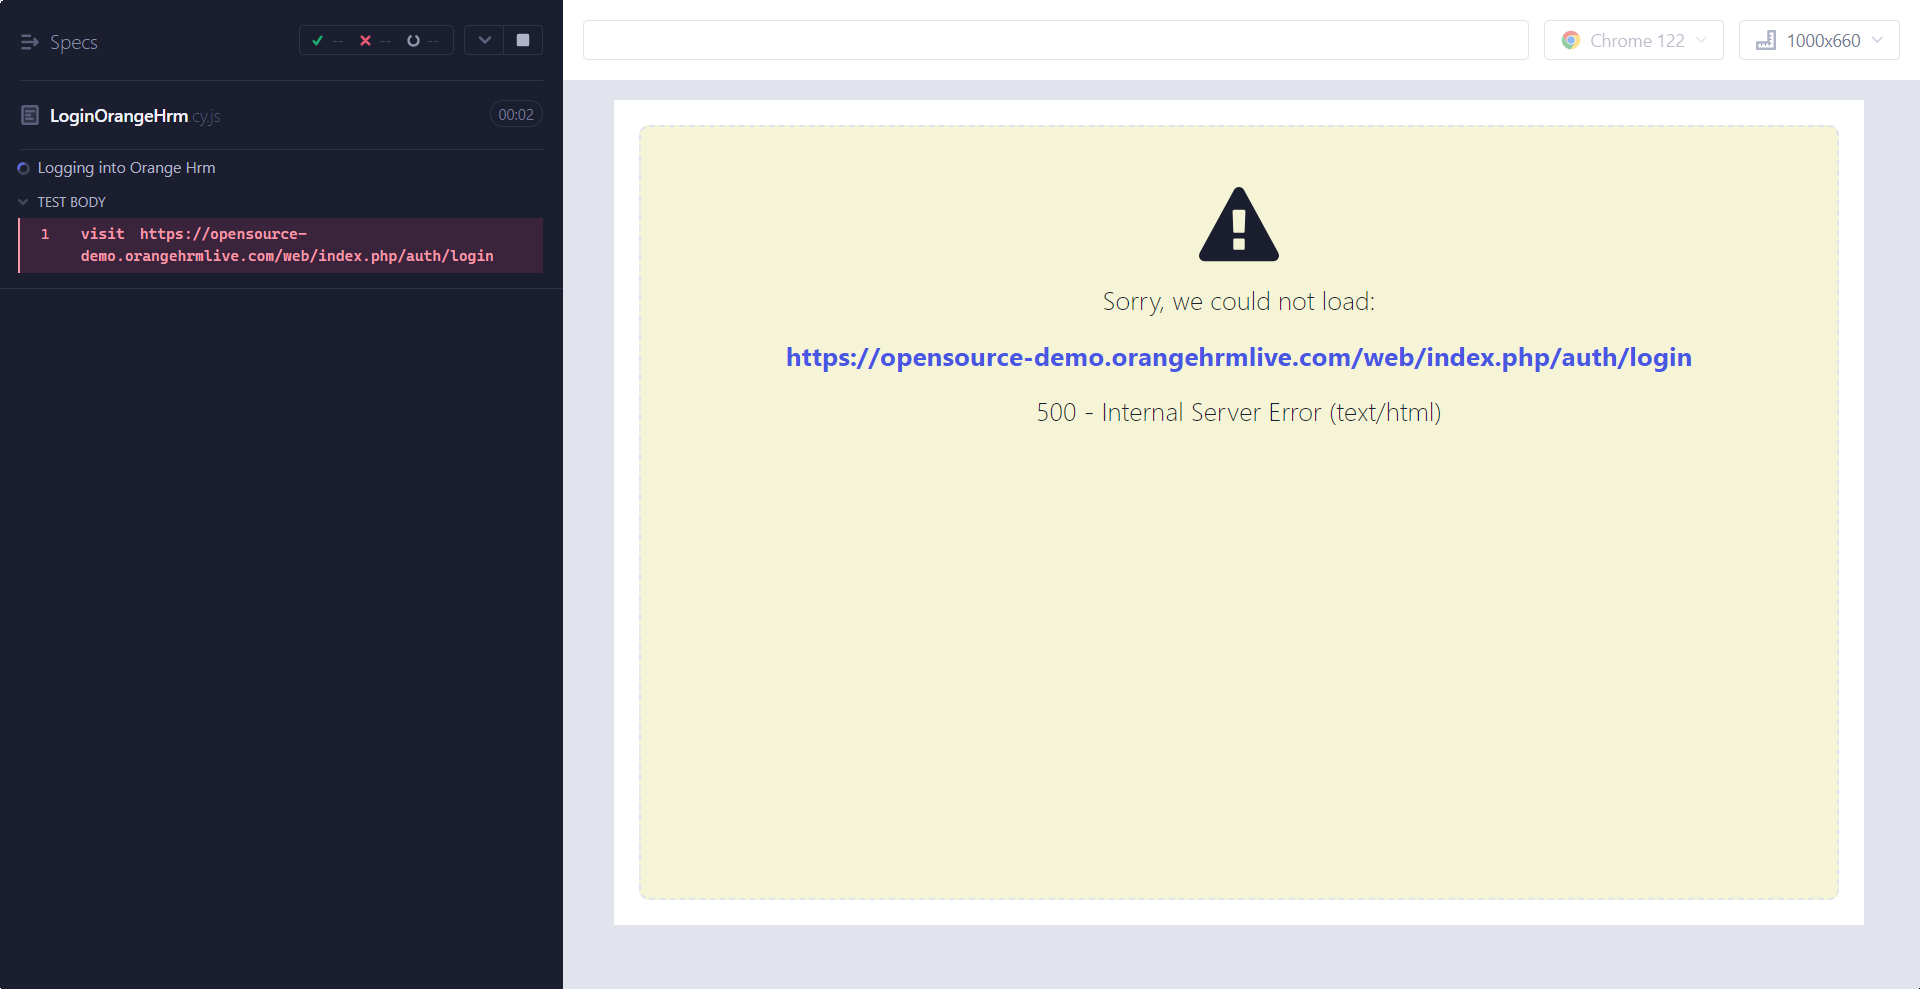 Specs
--
--
--
LoginOrangeHrm.cy.js
00:02
Logging into Orange Hrm
TEST BODY
1 visit https://opensource-
demo.orangehrmlive.com/web/index.php/auth/login
Chrome 122
1000x660
Sorry, we could not load:
https://opensource-demo.orangehrmlive.com/web/index.php/auth/login
500 - Internal Server Error (text/html)